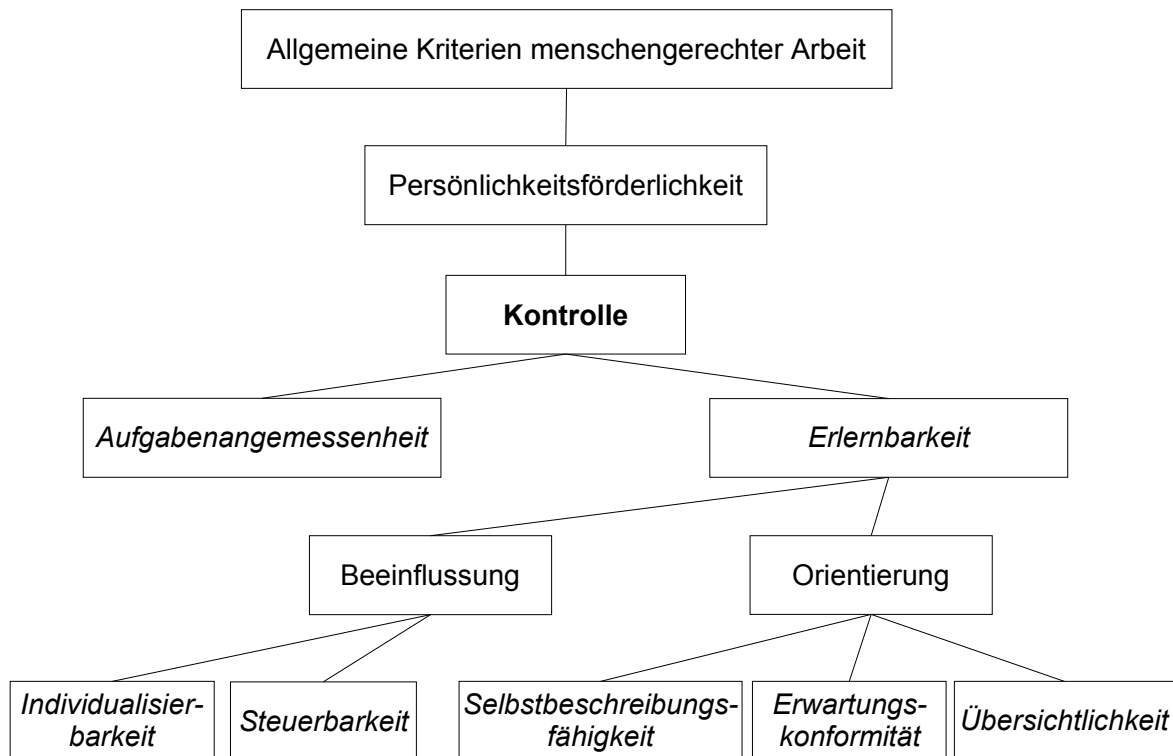 Allgemeine Kriterien menschengerechter Arbeit
Persönlichkeitsförderlichkeit
Kontrolle
Aufgabenangemessenheit
Erlernbarkeit
Beeinflussung
Orientierung
Individualisier-
barkeit
Steuerbarkeit
Selbstbeschreibungs-
fähigkeit
Erwartungs-
konformität
Übersichtlichkeit